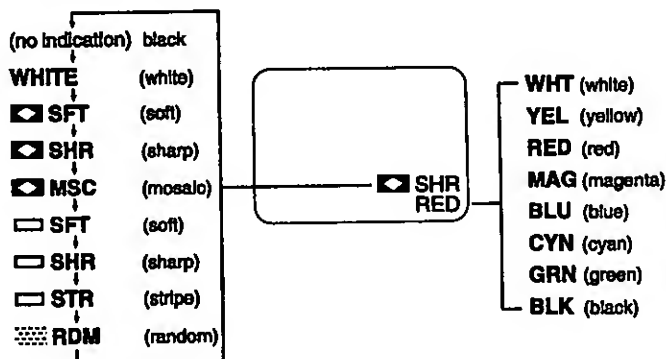 (no indication) black
WHITE (white)
SFT (soft)
SHR (sharp)
MSC (mosaic)
SFT (soft)
SHR (sharp)
STR (stripe)
RDM (random)
SHR
RED
WHT (white)
YEL (yellow)
RED (red)
MAG (magenta)
BLU (blue)
CYN (cyan)
GRN (green)
BLK (black)